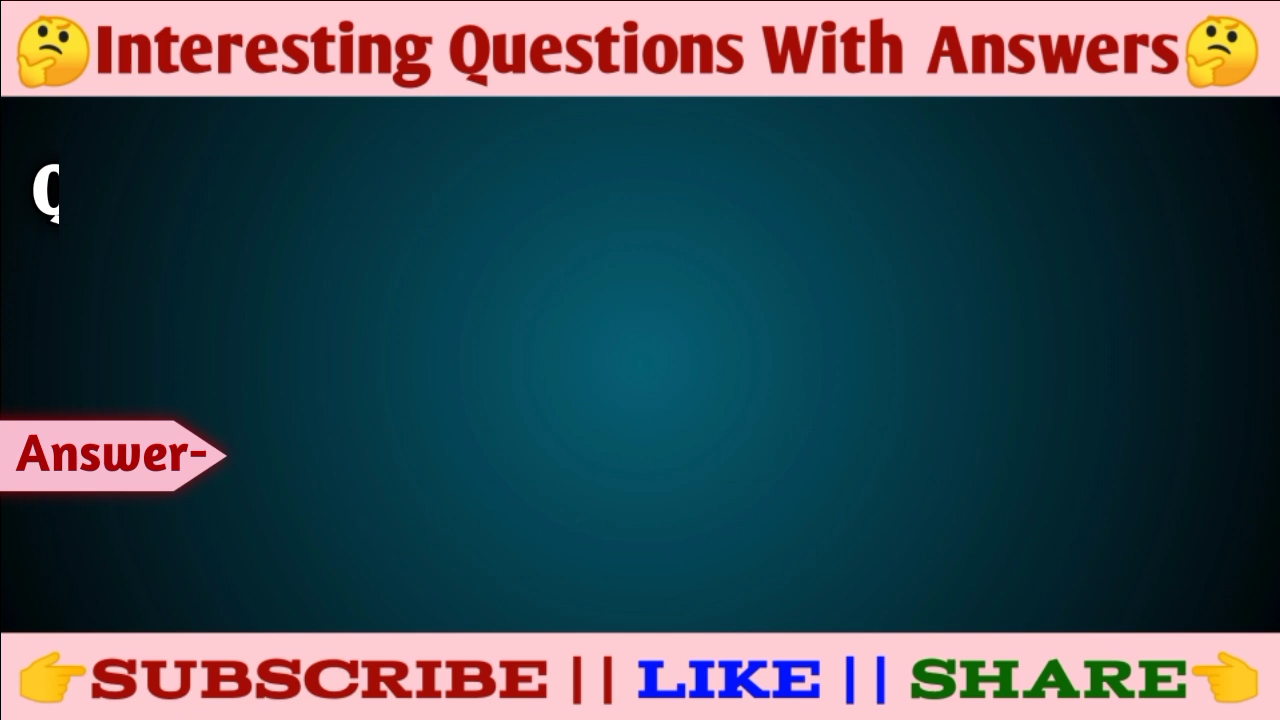 🤔Interesting Questions With Answers🤔
Q
Answer-
👉SUBSCRIBE || LIKE || SHARE👈